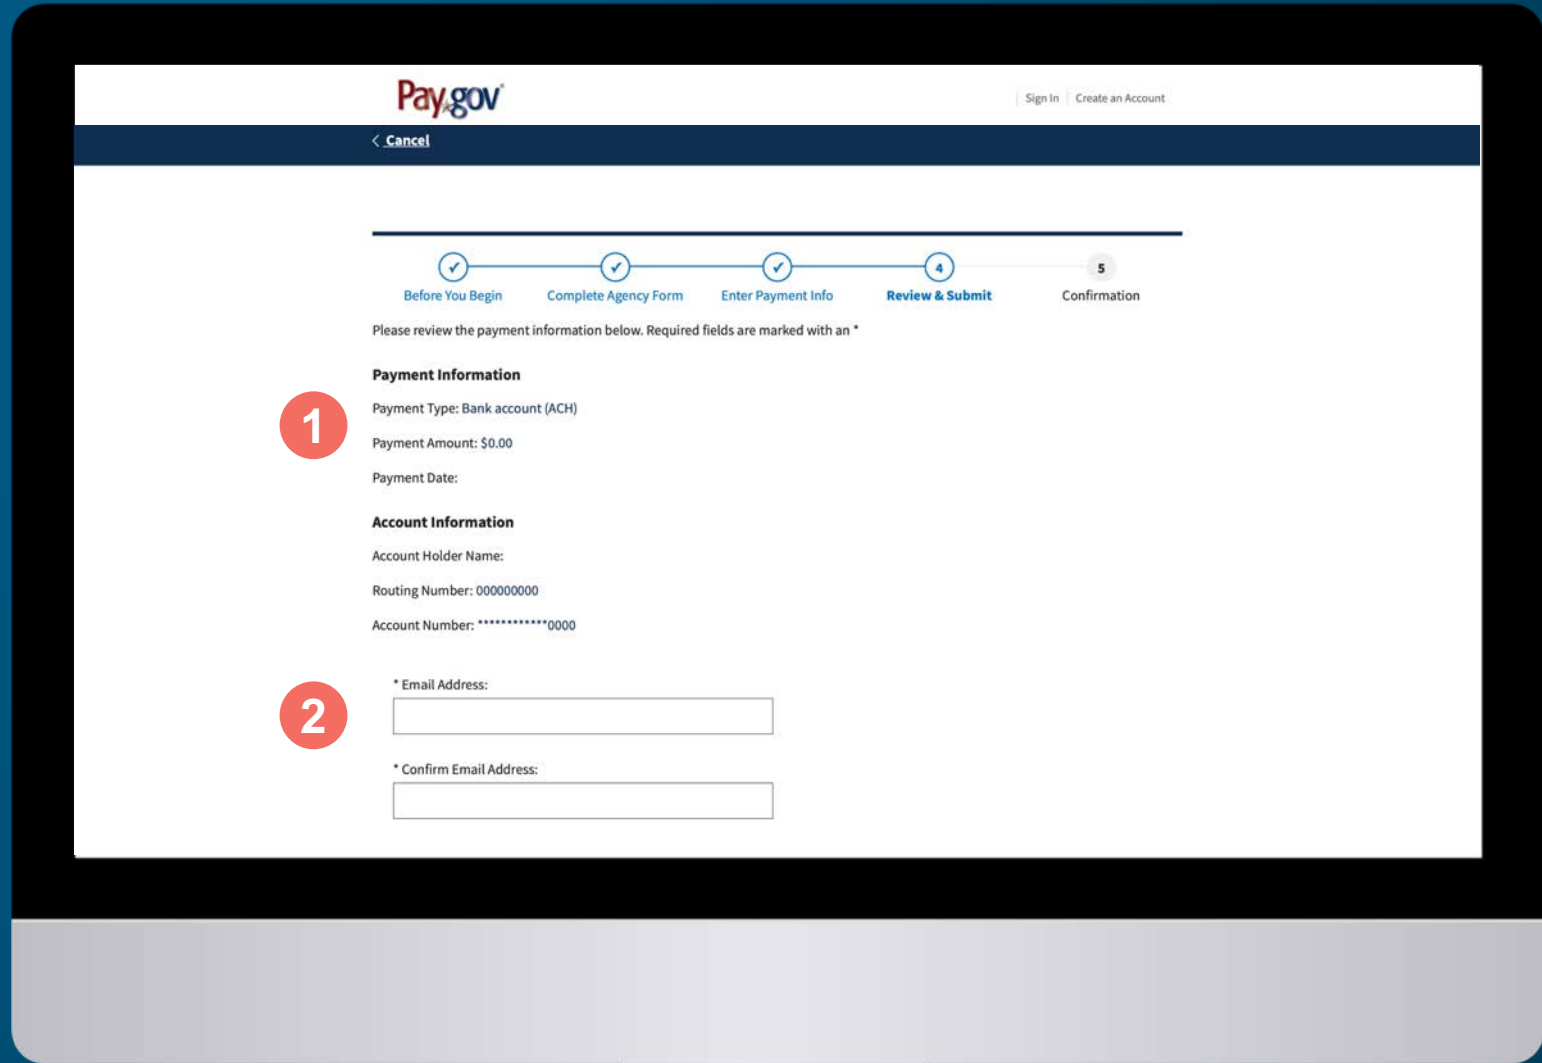 Pay.gov
Sign In | Create an Account
< Cancel
4
5
Before You Begin Complete Agency Form Enter Payment Info Review & Submit Confirmation
Please review the payment information below. Required fields are marked with an *
Payment Information
1
Payment Type: Bank account (ACH)
Payment Amount: $0.00
Payment Date:
Account Information
Account Holder Name:
Routing Number: 000000000
Account Number: ************0000
2
* Email Address:
* Confirm Email Address: